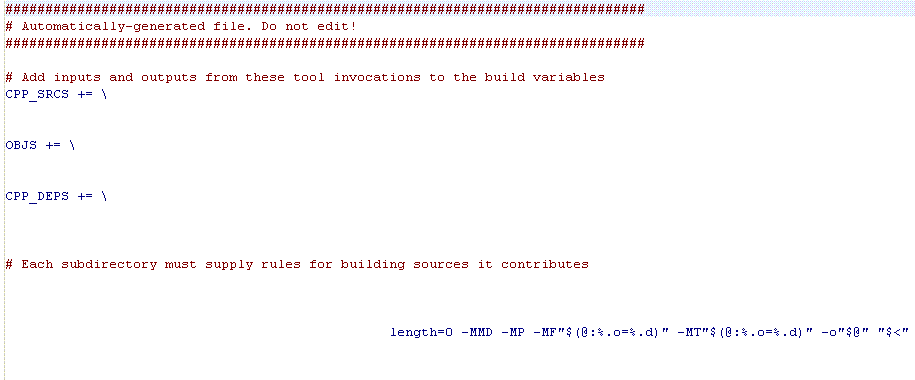 ################################################################################
# Automatically-generated file. Do not edit!
################################################################################
# Add inputs and outputs from these tool invocations to the build variables
CPP_SRCS += \
OBJS += \
CPP_DEPS += \
# Each subdirectory must supply rules for building sources it contributes
length=0 -MMD -MP -MF"$(@:%.o=%.d)" -MT"$(@:%.o=%.d)" -o"$@" "$<"